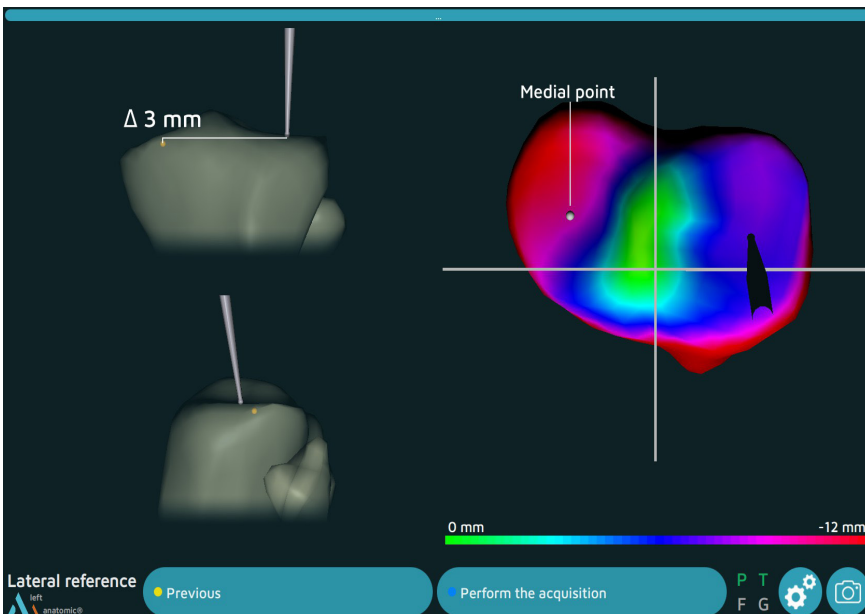 ...
Δ 3 mm
Medial point
0 mm
-12 mm
Lateral reference
left
anatomic®
Previous
Perform the acquisition
P T
F G